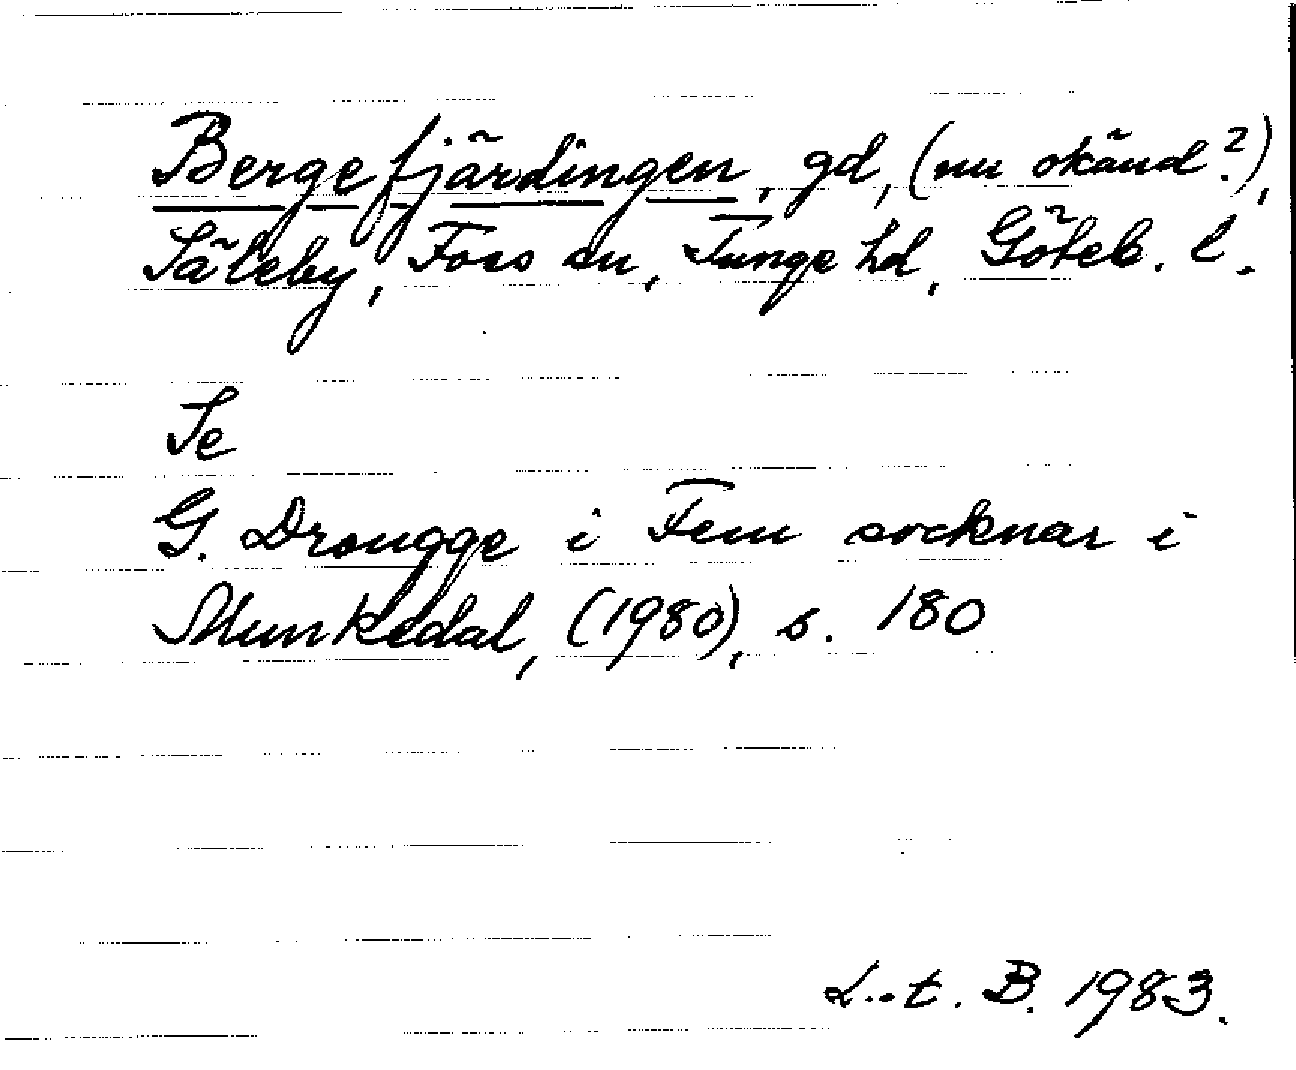 Bergefjärdingen, gd, (nu okänd?),
Säleby, Foss sn, Tunge hd, Göteb. l.
Se
G. Drougge i Fem socknar i
Munkedal, (1980), s. 180
B. 1983.